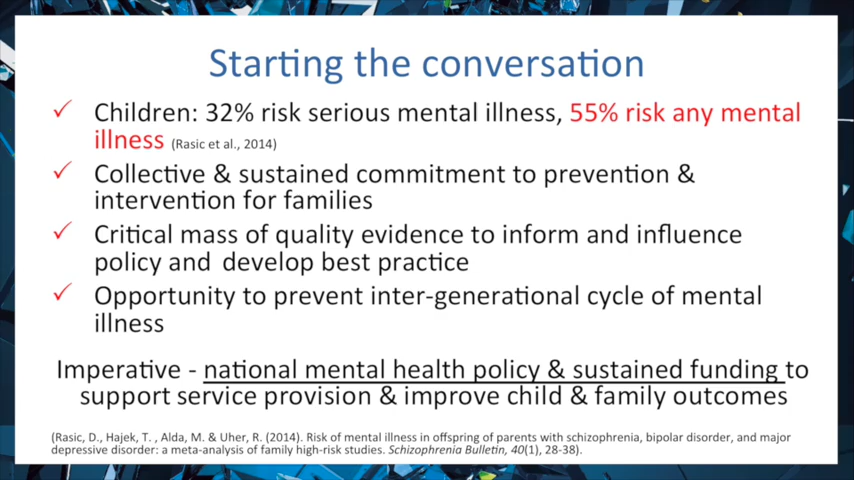 Starting the conversation
✓ Children: 32% risk serious mental illness, 55% risk any mental
illness (Rasic et al., 2014)
✓ Collective & sustained commitment to prevention &
intervention for families
✓ Critical mass of quality evidence to inform and influence
policy and develop best practice
✓ Opportunity to prevent inter-generational cycle of mental
illness
Imperative - national mental health policy & sustained funding to
support service provision & improve child & family outcomes
(Rasic, D., Hajek, T. , Alda, M. & Uher, R. (2014). Risk of mental illness in offspring of parents with schizophrenia, bipolar disorder, and major
depressive disorder: a meta-analysis of family high-risk studies. Schizophrenia Bulletin, 40(1), 28-38).